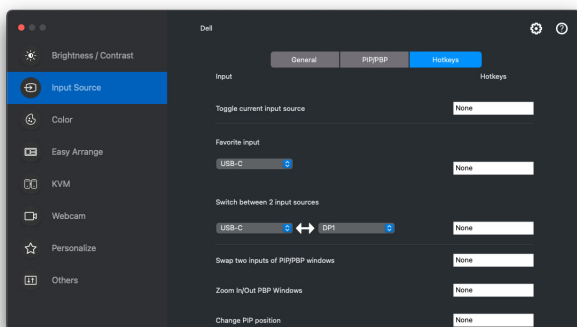 Dell
Brightness / Contrast
Input Source
Color
Easy Arrange
KVM
Webcam
Personalize
Others
General PIP/PBP Hotkeys
Input Hotkeys
Toggle current input source None
Favorite input
USB-C None
Switch between 2 input sources
USB-C DP1 None
Swap two inputs of PIP/PBP windows None
Zoom In/Out PBP Windows None
Change PIP position None